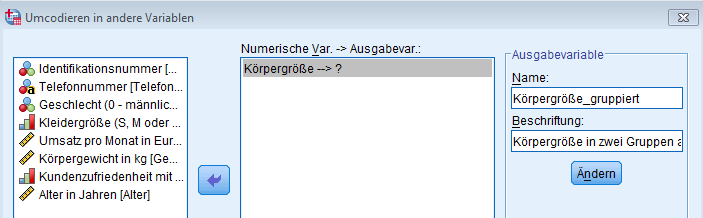 Umcodieren in andere Variablen
Numerische Var. -> Ausgabevar.:
Körpergröße --> ?
Identifikationsnummer [...
Telefonnummer [Telefon...
Geschlecht (0 - männlic...
Kleidergröße (S, M oder ...
Umsatz pro Monat in Eur...
Körpergewicht in kg [Ge...
Kundenzufriedenheit mit ...
Alter in Jahren [Alter]
Ausgabevariable
Name:
Körpergröße_gruppiert
Beschriftung:
Körpergröße in zwei Gruppen a
Ändern